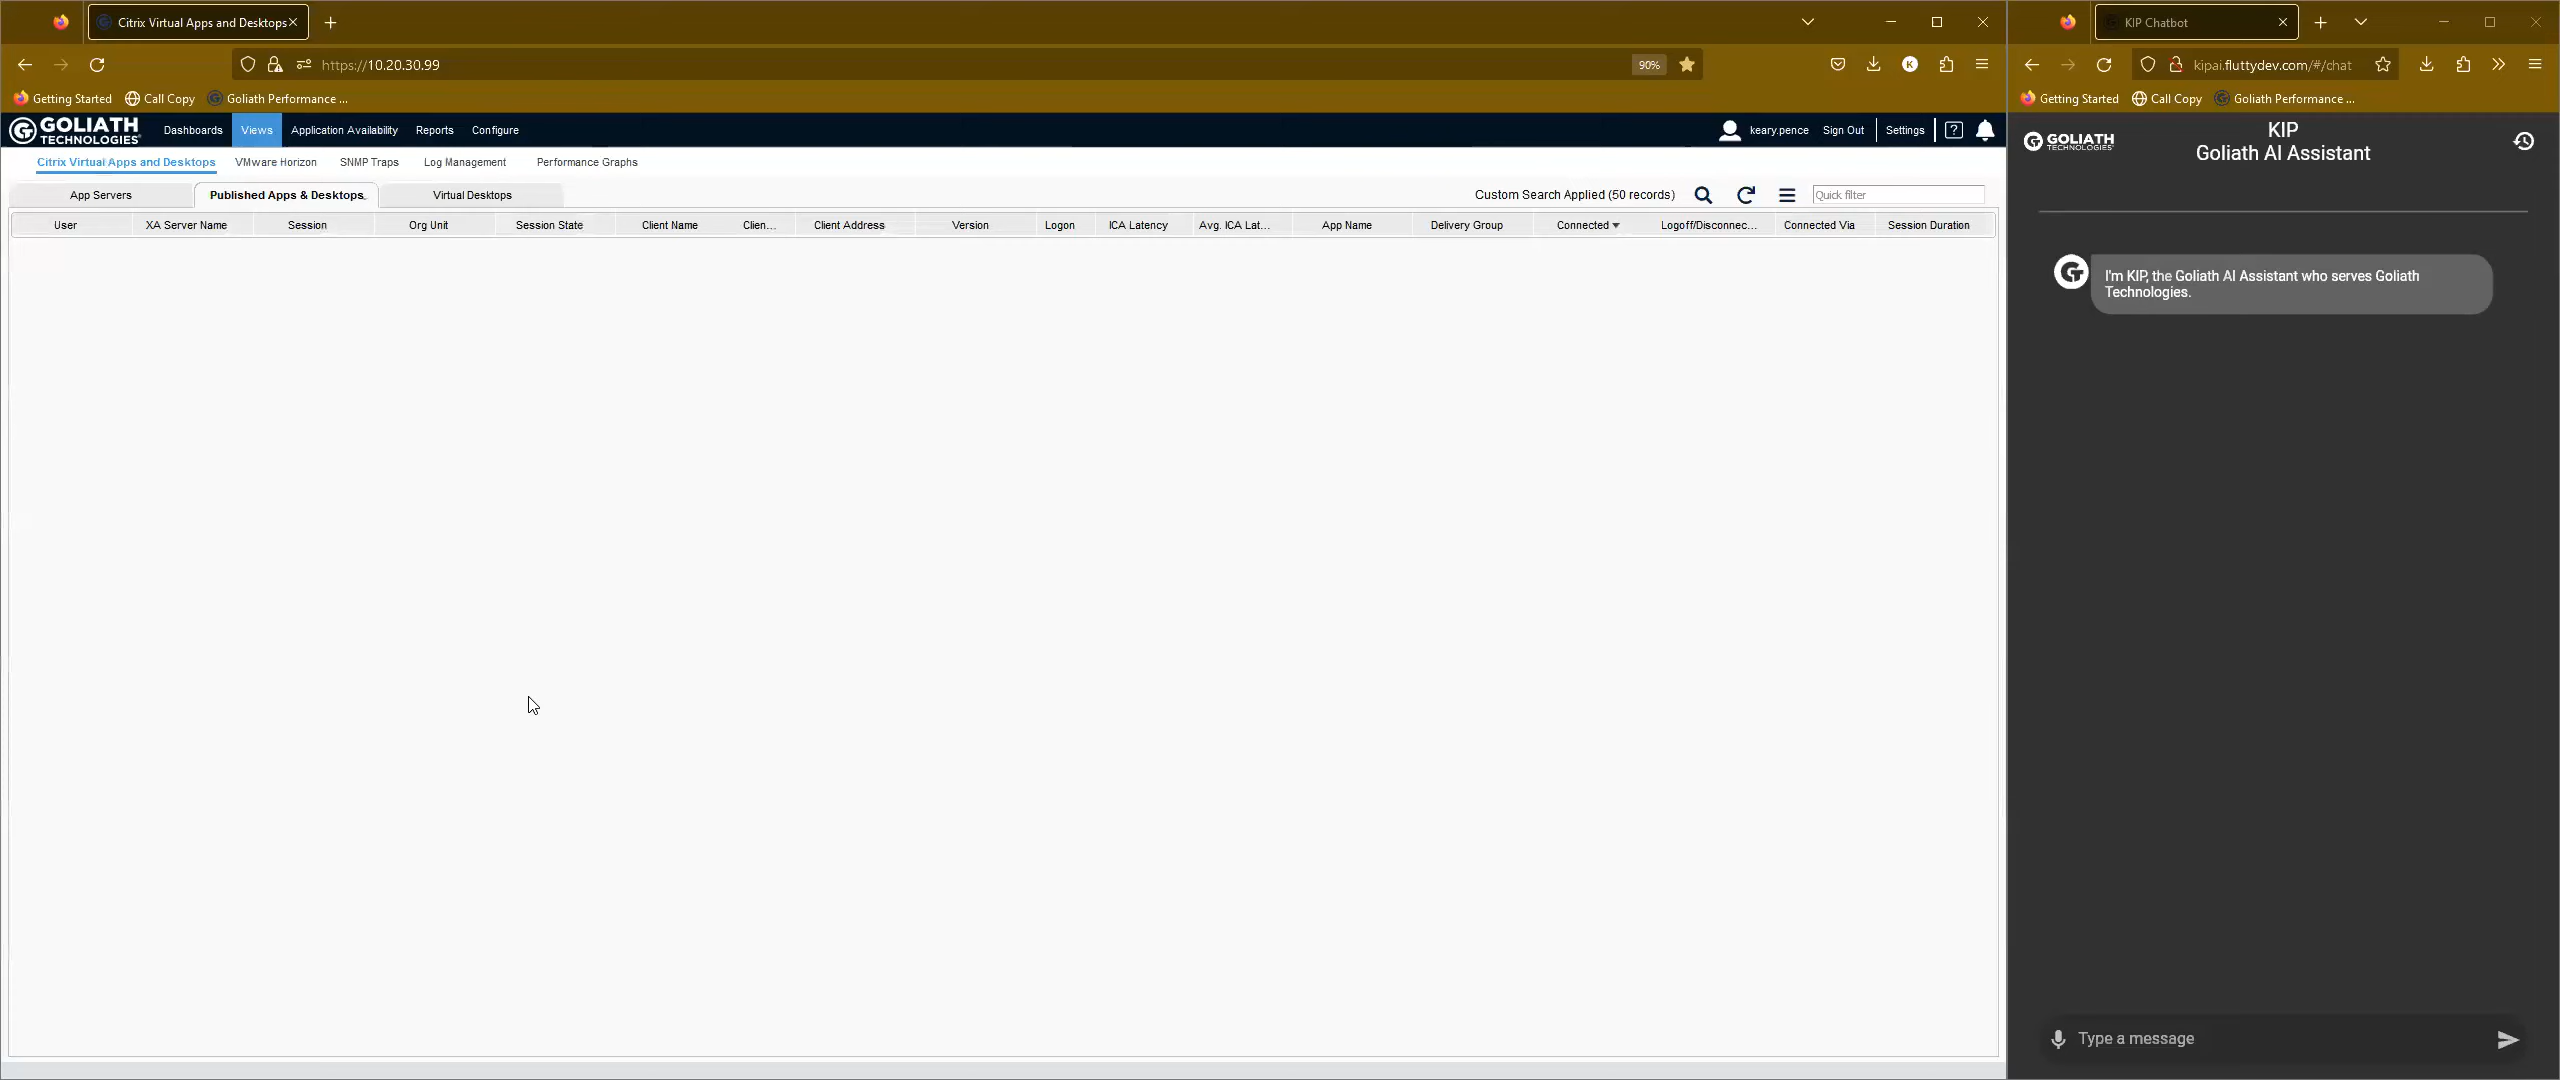 Citrix Virtual Apps and Desktops
https://10.20.30.99
90%
K
Getting Started
Call Copy
Goliath Performance ...
GOLIATH
TECHNOLOGIES
Dashboards
Views
Application Availability
Reports
Configure
keary.pence
Sign Out
Settings
?
Citrix Virtual Apps and Desktops
VMware Horizon
SNMP Traps
Log Management
Performance Graphs
App Servers
Published Apps & Desktops
Virtual Desktops
Custom Search Applied (50 records)
Quick filter
User
XA Server Name
Session
Org Unit
Session State
Client Name
Clien...
Client Address
Version
Logon
ICA Latency
Avg. ICA Lat...
App Name
Delivery Group
Connected
Logoff/Disconnec...
Connected Via
Session Duration
KIP Chatbot
kipai.fluttydev.com/#/chat
Getting Started
Call Copy
Goliath Performance ...
GOLIATH
TECHNOLOGIES
KIP
Goliath AI Assistant
I'm KIP, the Goliath AI Assistant who serves Goliath
Technologies.
Type a message